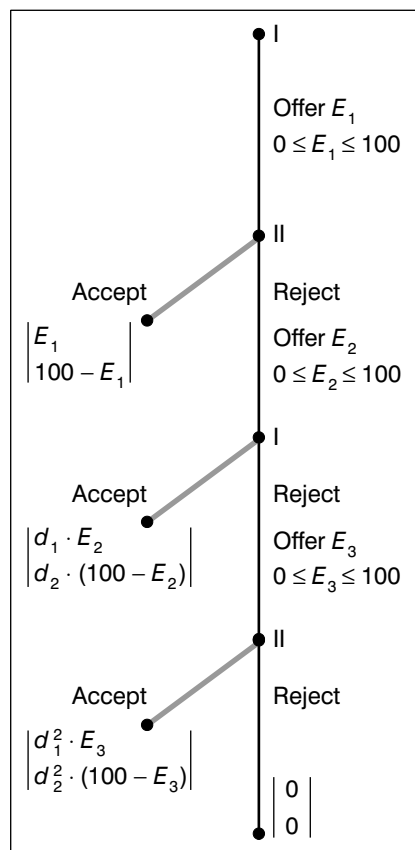 I
Offer E₁
0 ≤ E₁ ≤ 100
II
Accept
Reject
E₁
100 – E₁
Offer E₂
0 ≤ E₂ ≤ 100
I
Accept
Reject
d₁ · E₂
d₂ · (100 – E₂)
Offer E₃
0 ≤ E₃ ≤ 100
II
Accept
Reject
d₁² · E₃
d₂² · (100 – E₃)
0
0